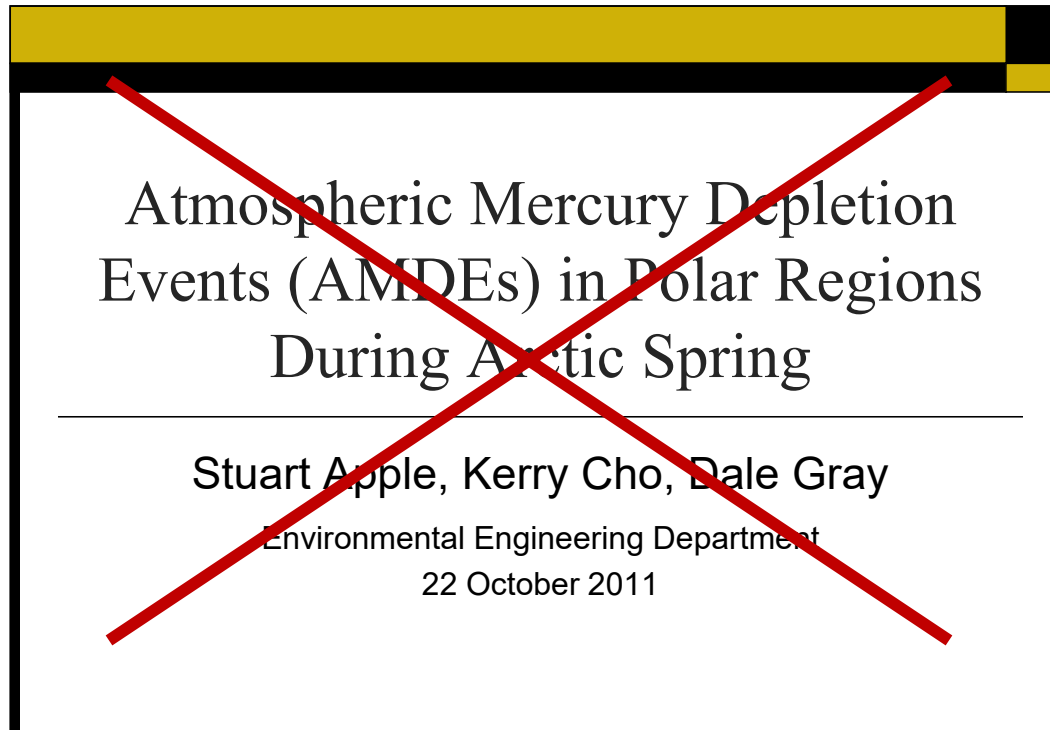 Atmospheric Mercury Depletion
Events (AMDEs) in Polar Regions
During Arctic Spring
Stuart Apple, Kerry Cho, Dale Gray
Environmental Engineering Department
22 October 2011